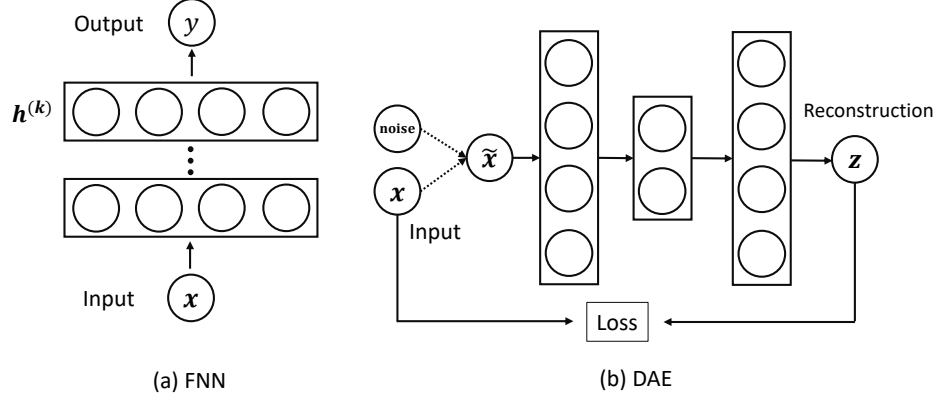 Output
y
h^(k)
Input
x
(a) FNN
noise
x
Input
x̃
Reconstruction
z
Loss
(b) DAE